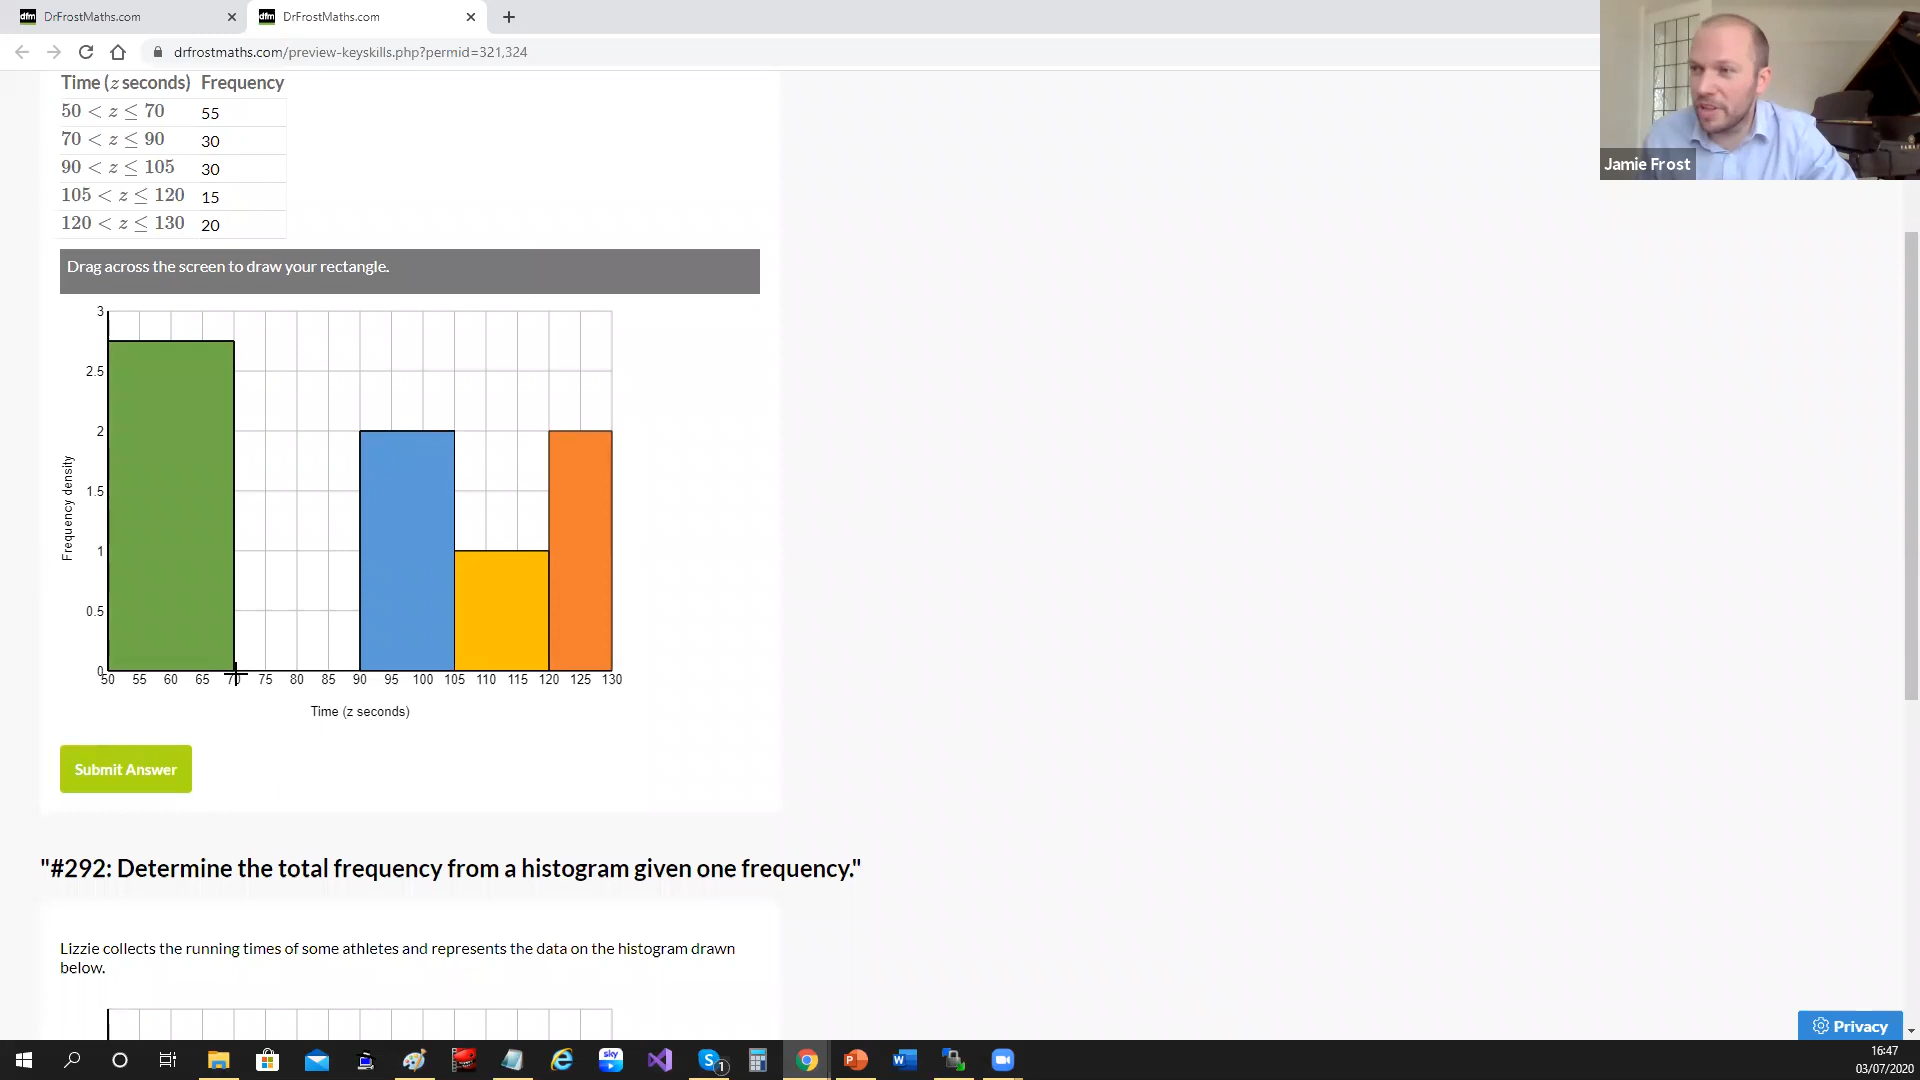 DrFrostMaths.com
DrFrostMaths.com
drfrostmaths.com/preview-keyskills.php?permid=321,324
Jamie Frost
Time (z seconds) Frequency
50 < z ≤ 70 55
70 < z ≤ 90 30
90 < z ≤ 105 30
105 < z ≤ 120 15
120 < z ≤ 130 20
Drag across the screen to draw your rectangle.
3
2.5
2
1.5
1
0.5
0
Frequency density
50 55 60 65 70 75 80 85 90 95 100 105 110 115 120 125 130
Time (z seconds)
Submit Answer
"#292: Determine the total frequency from a histogram given one frequency."
Lizzie collects the running times of some athletes and represents the data on the histogram drawn
below.
Privacy
16:47
03/07/2020